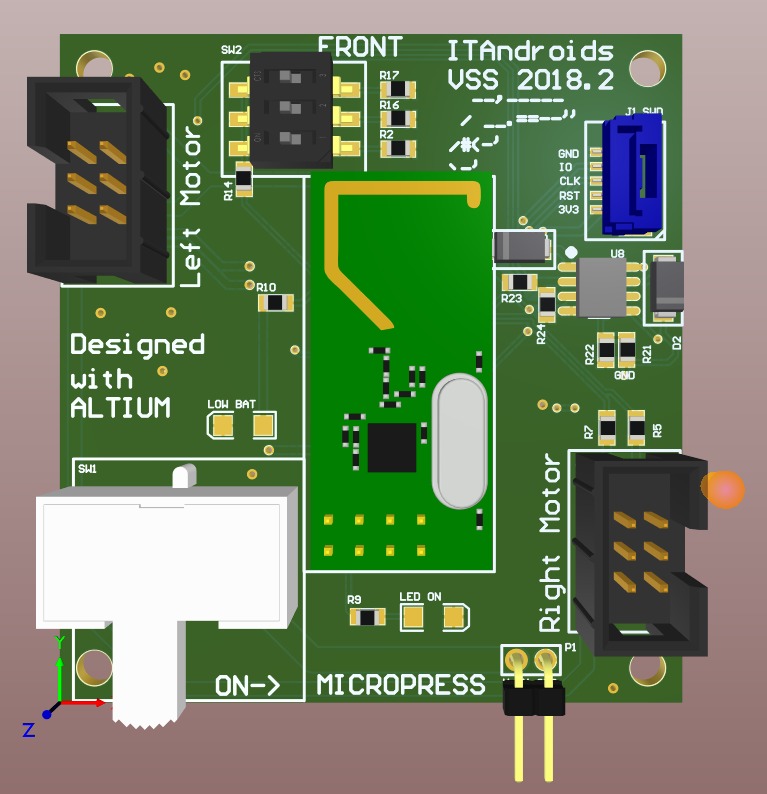 FRONT
ITAndroids
VSS 2018.2
SW2
R17
R16
R2
R14
Left Motor
J1 SWD
GND
IO
CLK
RST
3V3
U8
R23
R24
R10
D2
R22
R21
GND
Designed
with
ALTIUM
LOW BAT
R7
R5
SW1
Right Motor
R9
LED ON
P1
ON->
MICROPRESS
Y
Z